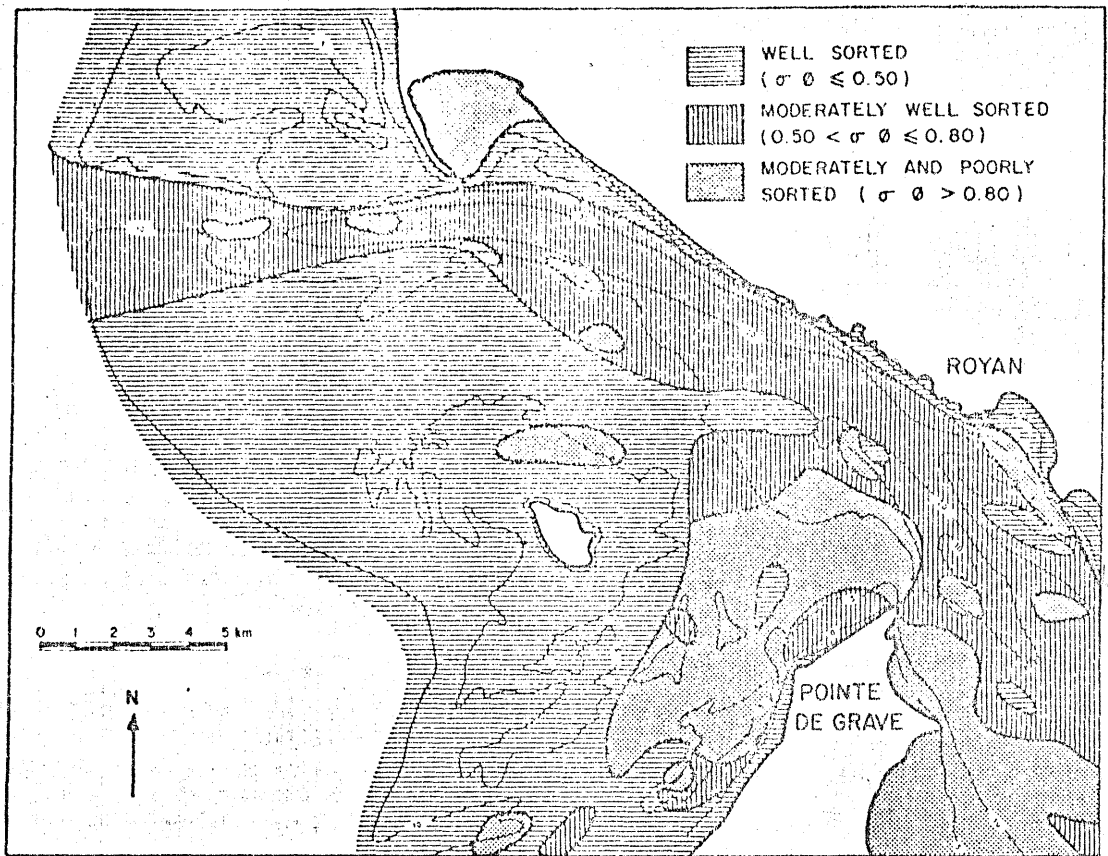 WELL SORTED
(σ Ø ⩽ 0.50)
MODERATELY WELL SORTED
(0.50 < σ Ø ⩽ 0.80)
MODERATELY AND POORLY
SORTED ( σ Ø > 0.80)
ROYAN
0 1 2 3 4 5 km
N
POINTE
DE GRAVE